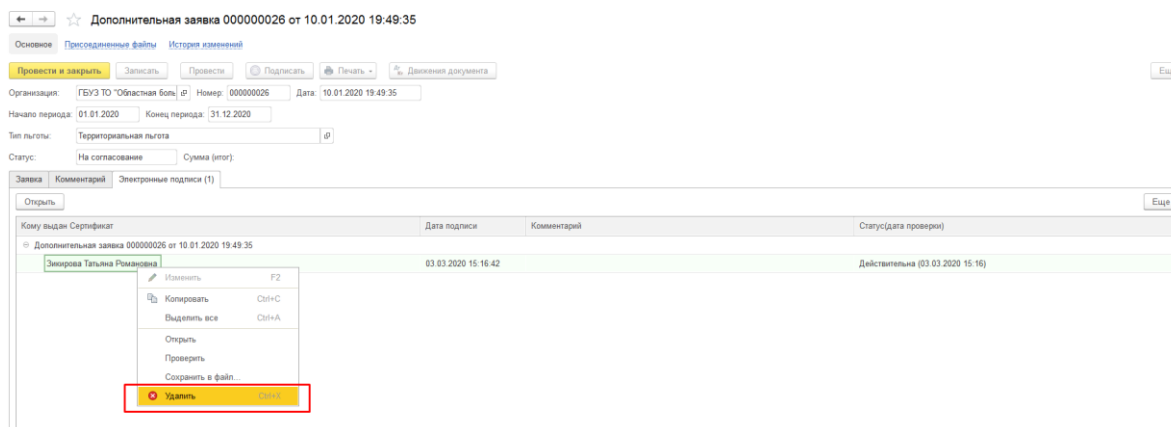 Дополнительная заявка 000000026 от 10.01.2020 19:49:35
Основное Присоединенные файлы История изменений
Провести и закрыть Записать Провести Подписать Печать Движения документа Ещ
Организация: ГБУЗ ТО "Областная боль Номер: 000000026 Дата: 10.01.2020 19:49:35
Начало периода: 01.01.2020 Конец периода: 31.12.2020
Тип льготы: Территориальная льгота
Статус: На согласование Сумма (итог):
Заявка Комментарий Электронные подписи (1)
Открыть Еще
Кому выдан Сертификат Дата подписи Комментарий Статус(дата проверки)
Дополнительная заявка 000000026 от 10.01.2020 19:49:35
Зикирова Татьяна Романовна 03.03.2020 15:16:42 Действительна (03.03.2020 15:16)
Изменить F2
Копировать Ctrl+C
Выделить все Ctrl+A
Открыть
Проверить
Сохранить в файл...
Удалить Ctrl+X